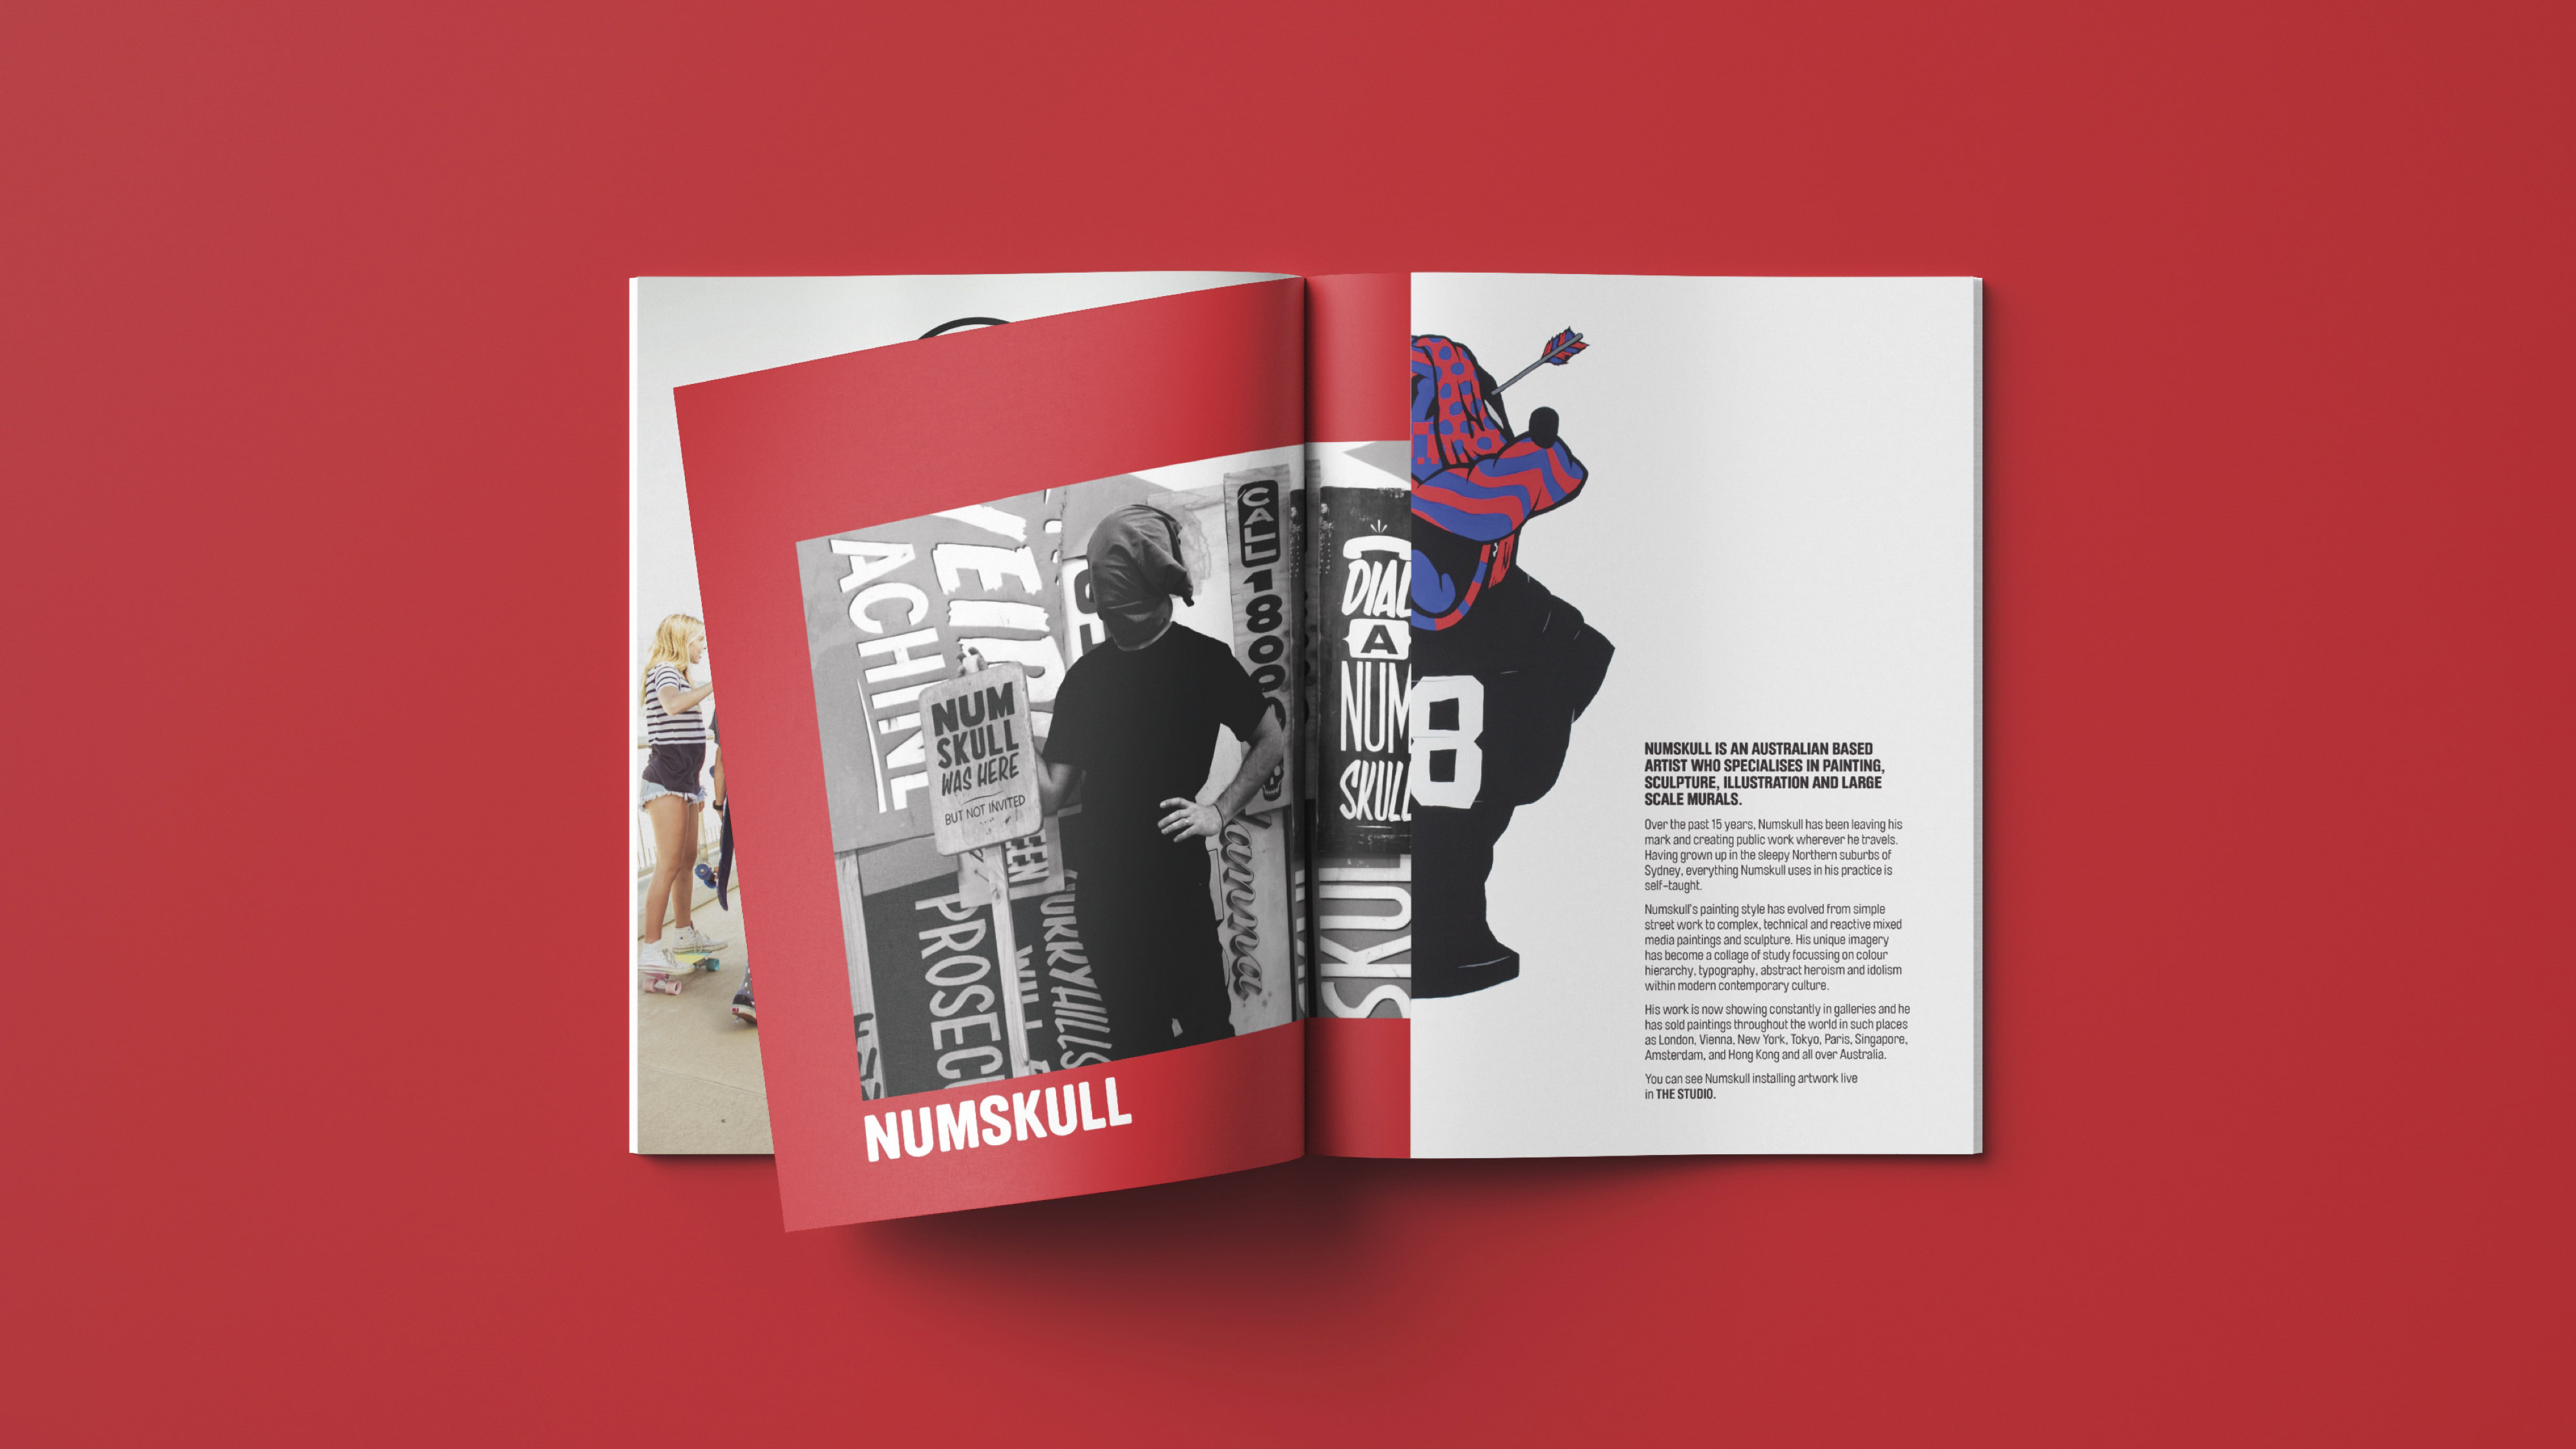 ACHINE
NUM
SKULL
WAS HERE
BUT NOT INVITED
CALL
DIAL
A
NUM
SKULL
8
NUMSKULL
NUMSKULL IS AN AUSTRALIAN BASED
ARTIST WHO SPECIALISES IN PAINTING,
SCULPTURE, ILLUSTRATION AND LARGE
SCALE MURALS.
Over the past 15 years, Numskull has been leaving his
mark and creating public work wherever he travels.
Having grown up in the sleepy Northern suburbs of
Sydney, everything Numskull uses in his practice is
self-taught.
Numskull's painting style has evolved from simple
street work to complex, technical and reactive mixed
media paintings and sculpture. His unique imagery
has become a collage of study focussing on colour
hierarchy, typography, abstract heroism and idolism
within modern contemporary culture.
His work is now showing constantly in galleries and he
has sold paintings throughout the world in such places
as London, Vienna, New York, Tokyo, Paris, Singapore,
Amsterdam, and Hong Kong and all over Australia.
You can see Numskull installing artwork live
in THE STUDIO.